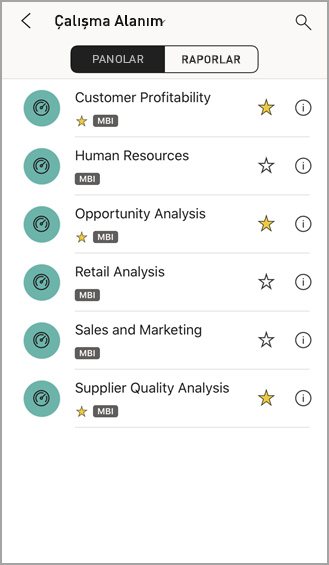 Çalışma Alanım
PANOLAR RAPORLAR
Customer Profitability
MBI
Human Resources
MBI
Opportunity Analysis
MBI
Retail Analysis
MBI
Sales and Marketing
MBI
Supplier Quality Analysis
MBI